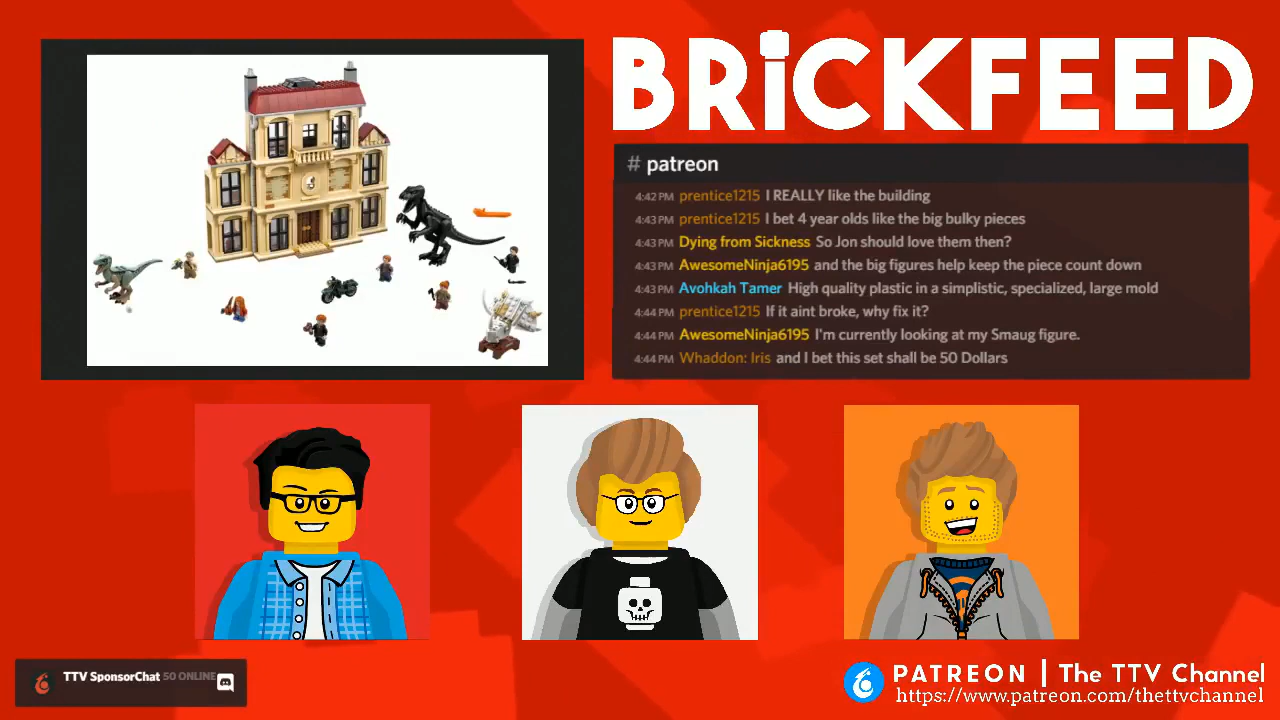 BRICKFEED
# patreon
4:42 PM prentice1215 I REALLY like the building
4:43 PM prentice1215 I bet 4 year olds like the big bulky pieces
4:43 PM Dying from Sickness So Jon should love them then?
4:43 PM AwesomeNinja6195 and the big figures help keep the piece count down
4:43 PM Avohkah Tamer High quality plastic in a simplistic, specialized, large mold
4:44 PM prentice1215 If it aint broke, why fix it?
4:44 PM AwesomeNinja6195 I'm currently looking at my Smaug figure.
4:44 PM Whaddon: Iris and I bet this set shall be 50 Dollars
TTV SponsorChat 50 ONLINE
PATREON | The TTV Channel
https://www.patreon.com/thettvchannel